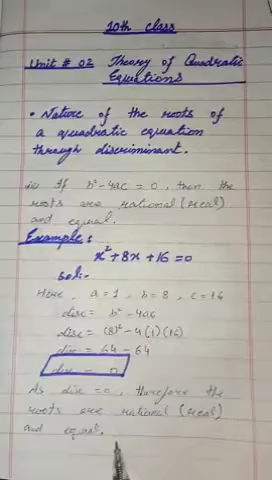 10th class
Unit # 02 Theory of Quadratic
Equations
• Nature of the roots of
a quadratic equation
through discriminant.
If b²-4ac = 0, then the
roots are rational (real)
and equal.
Example:
x² + 8x + 16 = 0
Sol:-
Here, a = 1, b = 8, c = 16
disc = b² - 4ac
disc = (8)² - 4(1)(16)
disc = 64 - 64
disc = 0
As disc = 0, therefore the
roots are rational (real)
and equal.